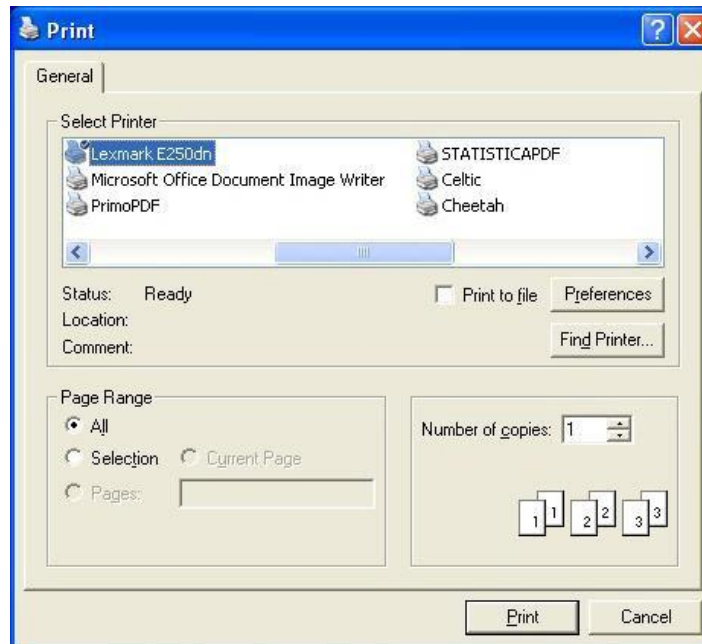 Print
General
Select Printer
Lexmark E250dn
STATISTICAPDF
Microsoft Office Document Image Writer
Celtic
PrimoPDF
Cheetah
Status: Ready
Print to file
Preferences
Location:
Comment:
Find Printer...
Page Range
All
Selection
Current Page
Pages:
Number of copies: 1
1 1 2 2 3 3
Print
Cancel